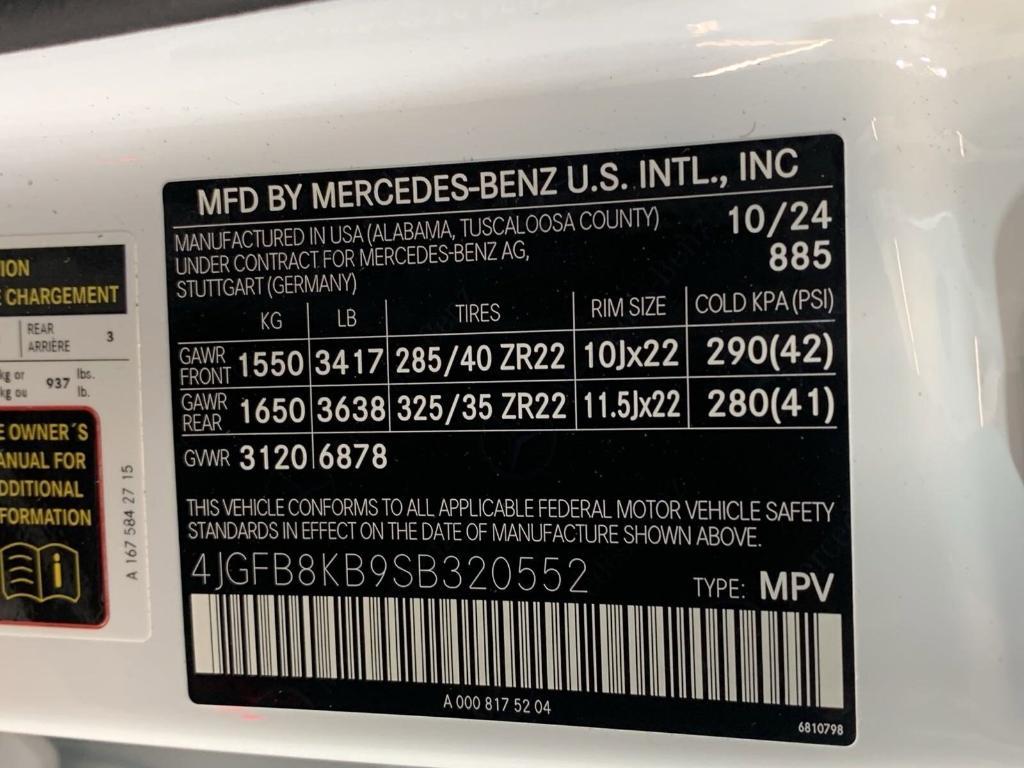 MFD BY MERCEDES-BENZ U.S. INTL., INC
MANUFACTURED IN USA (ALABAMA, TUSCALOOSA COUNTY) 10/24
UNDER CONTRACT FOR MERCEDES-BENZ AG, 885
STUTTGART (GERMANY)
KG LB TIRES RIM SIZE COLD KPA (PSI)
GAWR FRONT 1550 3417 285/40 ZR22 10Jx22 290(42)
GAWR REAR 1650 3638 325/35 ZR22 11.5Jx22 280(41)
GVWR 3120 6878
THIS VEHICLE CONFORMS TO ALL APPLICABLE FEDERAL MOTOR VEHICLE SAFETY
STANDARDS IN EFFECT ON THE DATE OF MANUFACTURE SHOWN ABOVE.
4JGFB8KB9SB320552 TYPE: MPV
A 000 817 52 04
6810798
ION
E CHARGEMENT
REAR 3
ARRIÈRE
kg or 937 lbs.
kg ou lb.
E OWNER´S
ANUAL FOR
DDITIONAL
FORMATION
i
A 167 584 27 15